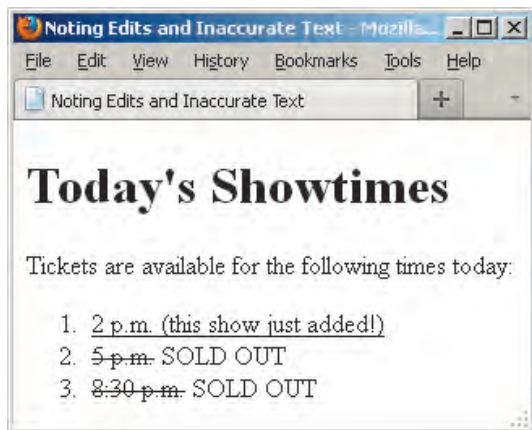 Noting Edits and Inaccurate Text - Mozilla...
File Edit View History Bookmarks Tools Help
Noting Edits and Inaccurate Text
Today's Showtimes
Tickets are available for the following times today:
1. 2 p.m. (this show just added!)
2. 5 p.m. SOLD OUT
3. 8:30 p.m. SOLD OUT